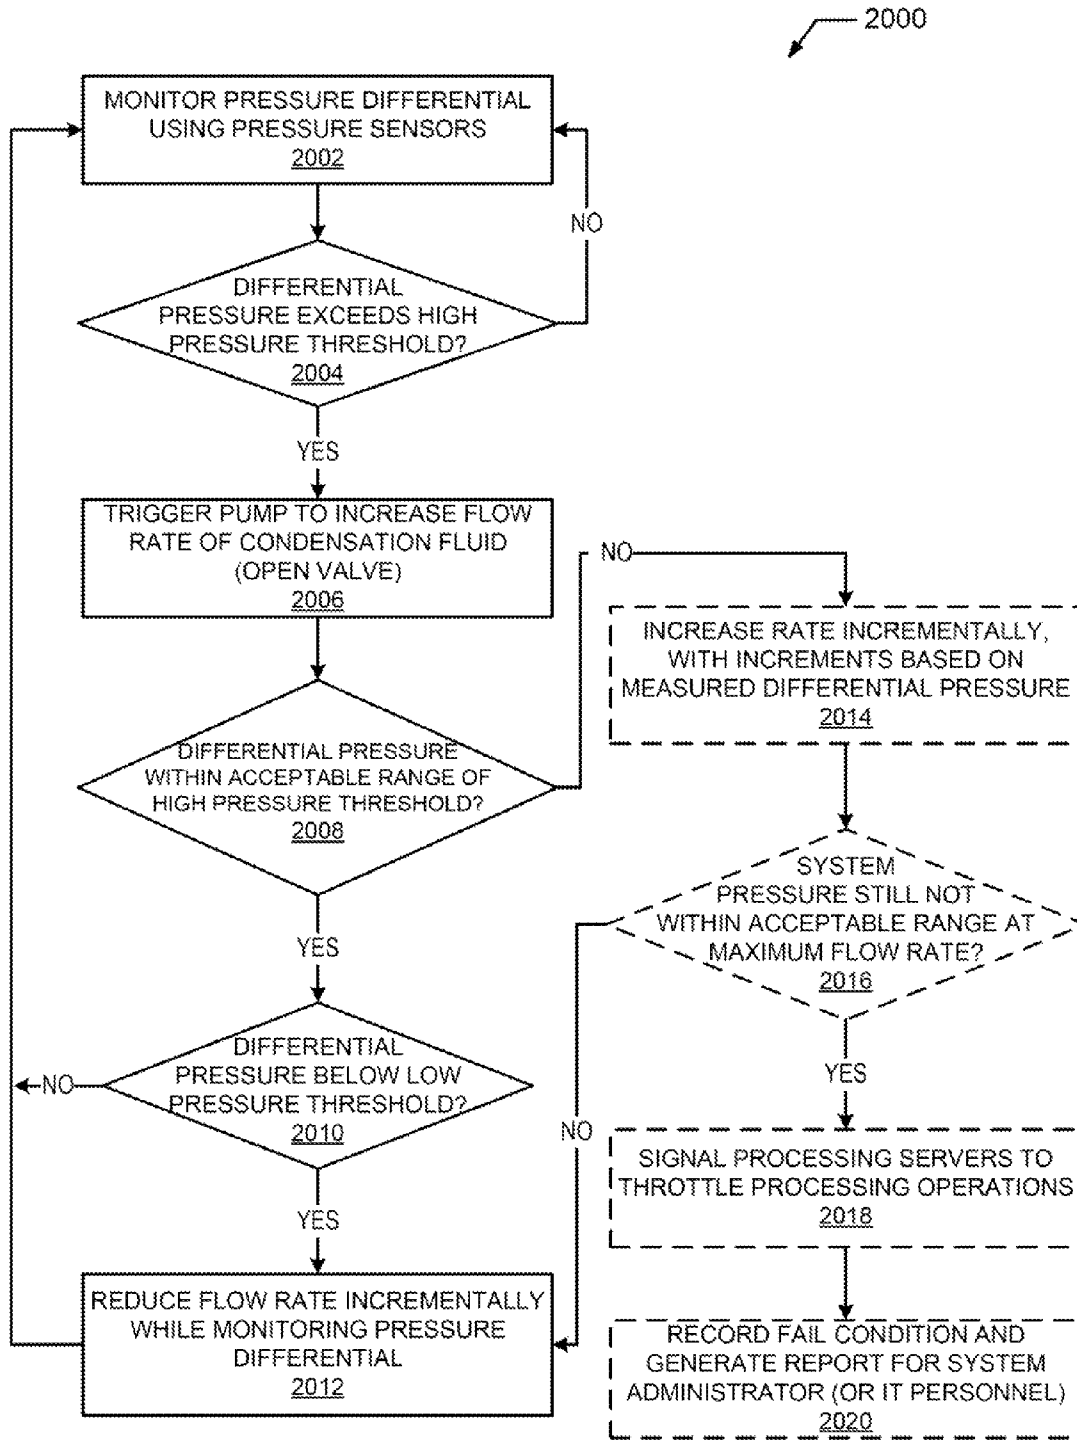 2000
MONITOR PRESSURE DIFFERENTIAL
USING PRESSURE SENSORS
2002
NO
DIFFERENTIAL
PRESSURE EXCEEDS HIGH
PRESSURE THRESHOLD?
2004
YES
TRIGGER PUMP TO INCREASE FLOW
RATE OF CONDENSATION FLUID
(OPEN VALVE)
2006
NO
INCREASE RATE INCREMENTALLY,
WITH INCREMENTS BASED ON
MEASURED DIFFERENTIAL PRESSURE
2014
DIFFERENTIAL PRESSURE
WITHIN ACCEPTABLE RANGE OF
HIGH PRESSURE THRESHOLD?
2008
SYSTEM
PRESSURE STILL NOT
WITHIN ACCEPTABLE RANGE AT
MAXIMUM FLOW RATE?
2016
YES
DIFFERENTIAL
PRESSURE BELOW LOW
PRESSURE THRESHOLD?
2010
NO
YES
NO
SIGNAL PROCESSING SERVERS TO
THROTTLE PROCESSING OPERATIONS
2018
YES
REDUCE FLOW RATE INCREMENTALLY
WHILE MONITORING PRESSURE
DIFFERENTIAL
2012
RECORD FAIL CONDITION AND
GENERATE REPORT FOR SYSTEM
ADMINISTRATOR (OR IT PERSONNEL)
2020